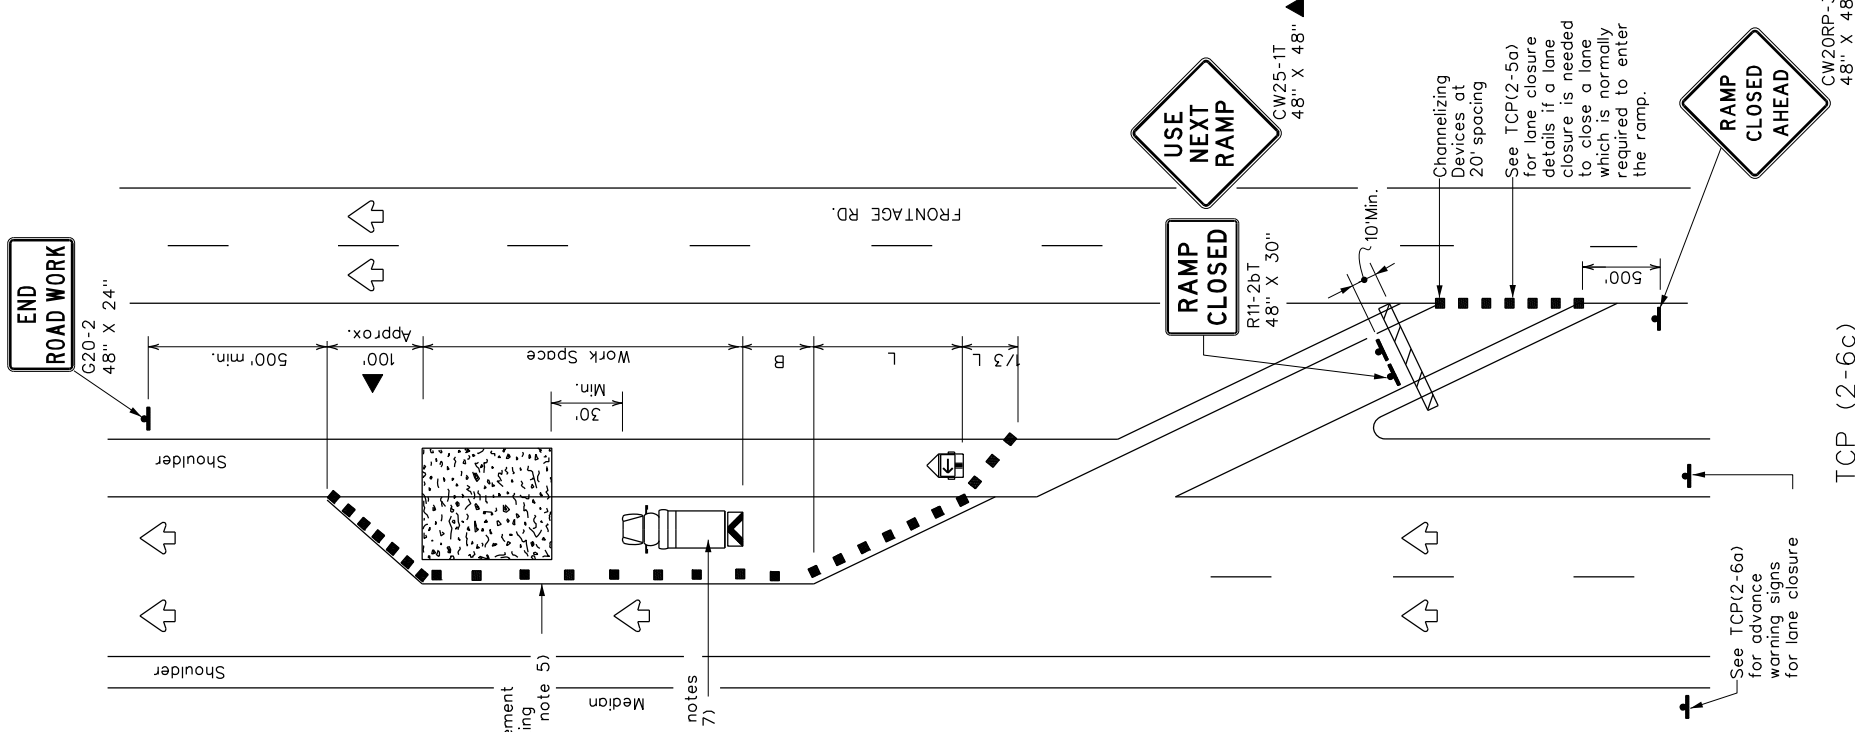 END
ROAD WORK
G20-2
48" X 24"
500' min.
100'
Approx.
Work Space
30'
Min.
B
L
1/3 L
Shoulder
Shoulder
Median
note 5)
notes
7)
FRONTAGE RD.
USE
NEXT
RAMP
CW25-1T
48" X 48"
RAMP
CLOSED
R11-2bT
48" X 30"
10'Min.
Channelizing
Devices at
20' spacing
See TCP(2-5a)
for lane closure
details if a lane
closure is needed
to close a lane
which is normally
required to enter
the ramp.
RAMP
CLOSED
AHEAD
CW20RP-3
48" X 48
500'
See TCP(2-6a)
for advance
warning signs
for lane closure
TCP (2-6c)